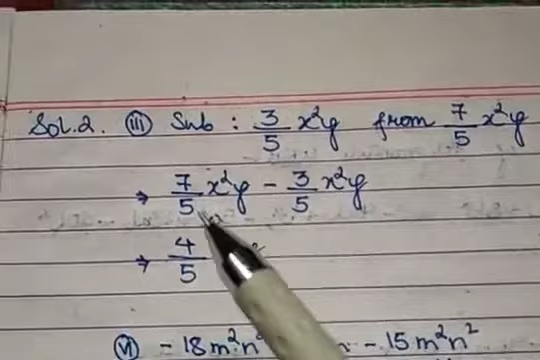 Sol.2. (iii) Sub : 3/5 x²y from 7/5 x²y
→ 7/5 x²y - 3/5 x²y
→ 4/5
(vi) -18m²n² - 15m²n²